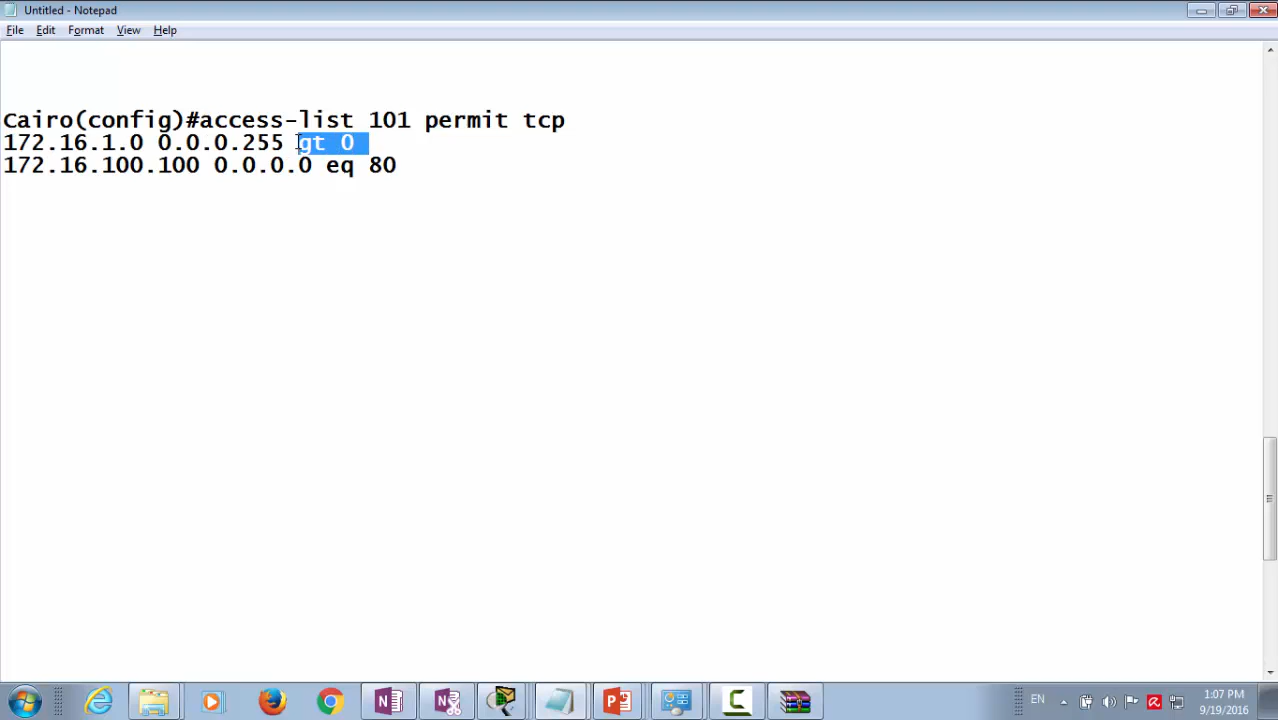 Untitled - Notepad
File Edit Format View Help
Cairo(config)#access-list 101 permit tcp
172.16.1.0 0.0.0.255 gt 0
172.16.100.100 0.0.0.0 eq 80
EN
1:07 PM
9/19/2016